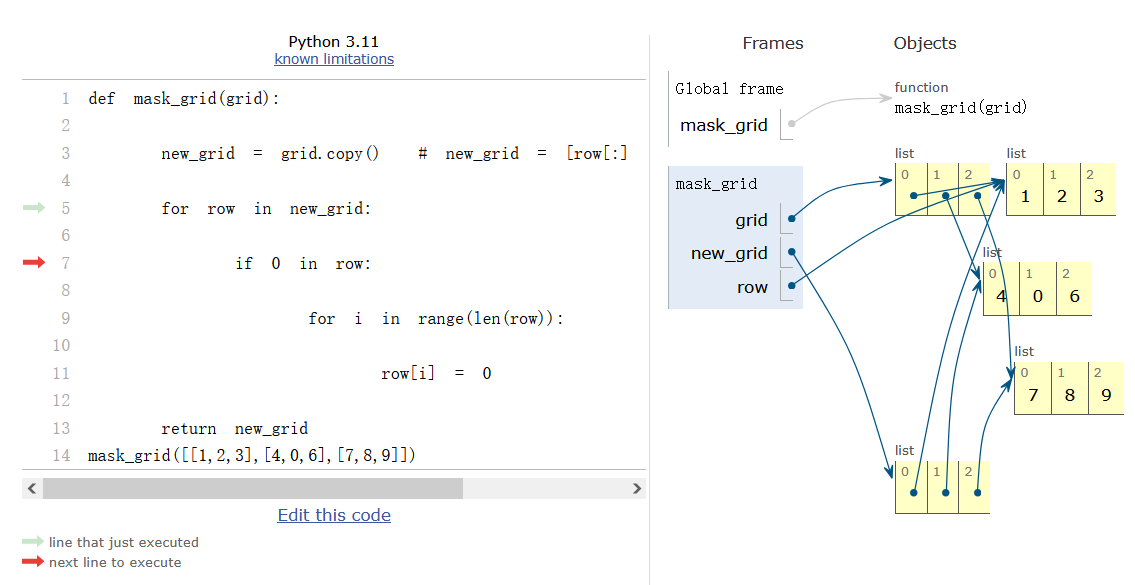 Python 3.11
known limitations
1 def mask_grid(grid):
2
3 new_grid = grid.copy() # new_grid = [row[:]
4
5 for row in new_grid:
6
7 if 0 in row:
8
9 for i in range(len(row)):
10
11 row[i] = 0
12
13 return new_grid
14 mask_grid([[1,2,3],[4,0,6],[7,8,9]])
Edit this code
line that just executed
next line to execute
Frames Objects
Global frame
mask_grid
function
mask_grid(grid)
mask_grid
grid
new_grid
row
list
0 1 2
list
0 1 2
1 2 3
list
0 1 2
4 0 6
list
0 1 2
7 8 9
list
0 1 2